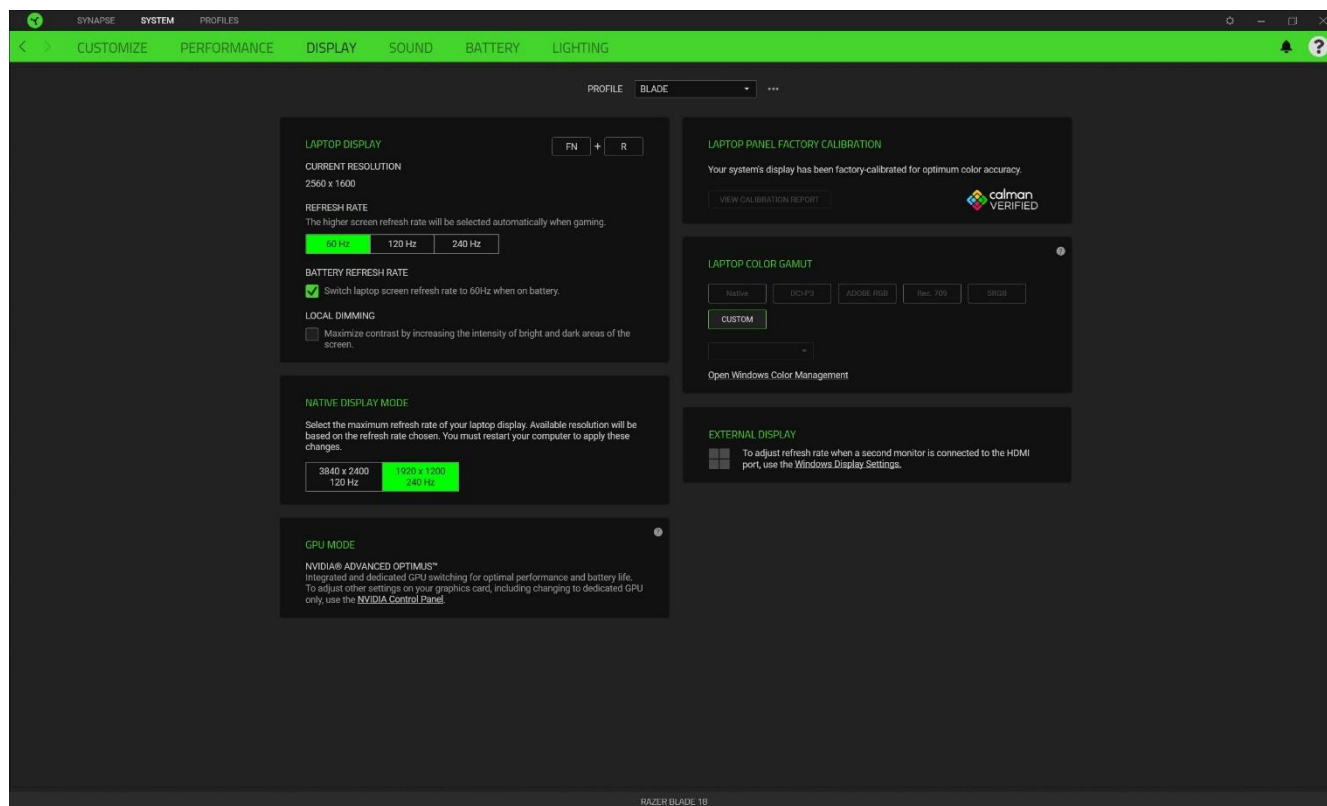 SYNAPSE SYSTEM PROFILES
CUSTOMIZE PERFORMANCE DISPLAY SOUND BATTERY LIGHTING
?
PROFILE BLADE
LAPTOP DISPLAY
FN + R
CURRENT RESOLUTION
2560 x 1600
REFRESH RATE
The higher screen refresh rate will be selected automatically when gaming.
60 Hz 120 Hz 240 Hz
BATTERY REFRESH RATE
Switch laptop screen refresh rate to 60Hz when on battery.
LOCAL DIMMING
Maximize contrast by increasing the intensity of bright and dark areas of the
screen.
NATIVE DISPLAY MODE
Select the maximum refresh rate of your laptop display. Available resolution will be
based on the refresh rate chosen. You must restart your computer to apply these
changes.
3840 x 2400 1920 x 1200
120 Hz 240 Hz
GPU MODE
?
NVIDIA® ADVANCED OPTIMUS™
Integrated and dedicated GPU switching for optimal performance and battery life.
To adjust other settings on your graphics card, including changing to dedicated GPU
only, use the NVIDIA Control Panel.
LAPTOP PANEL FACTORY CALIBRATION
Your system's display has been factory-calibrated for optimum color accuracy.
VIEW CALIBRATION REPORT
calman
VERIFIED
?
LAPTOP COLOR GAMUT
Native DCI-P3 ADOBE RGB Rec. 709 SRGB
CUSTOM
Open Windows Color Management
EXTERNAL DISPLAY
To adjust refresh rate when a second monitor is connected to the HDMI
port, use the Windows Display Settings.
RAZER BLADE 18